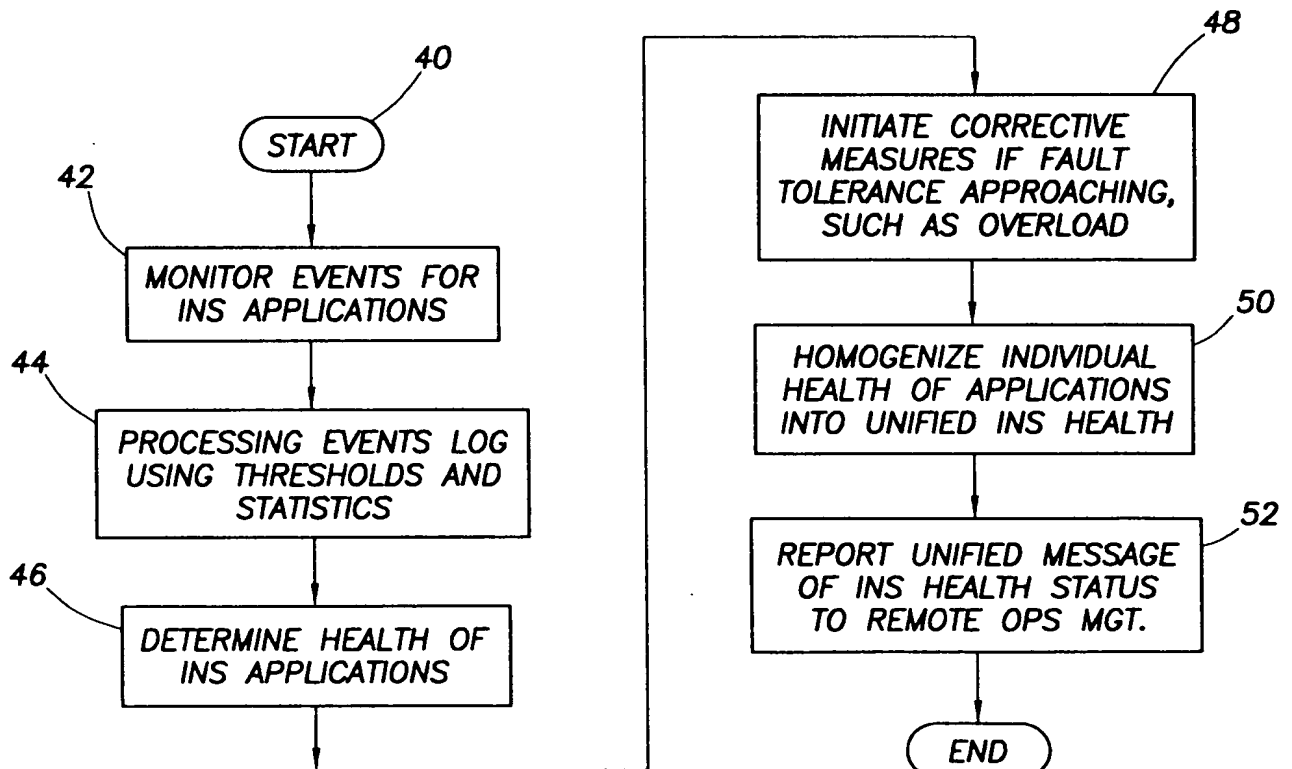 40
START
42
MONITOR EVENTS FOR
INS APPLICATIONS
44
PROCESSING EVENTS LOG
USING THRESHOLDS AND
STATISTICS
46
DETERMINE HEALTH OF
INS APPLICATIONS
48
INITIATE CORRECTIVE
MEASURES IF FAULT
TOLERANCE APPROACHING,
SUCH AS OVERLOAD
50
HOMOGENIZE INDIVIDUAL
HEALTH OF APPLICATIONS
INTO UNIFIED INS HEALTH
52
REPORT UNIFIED MESSAGE
OF INS HEALTH STATUS
TO REMOTE OPS MGT.
END